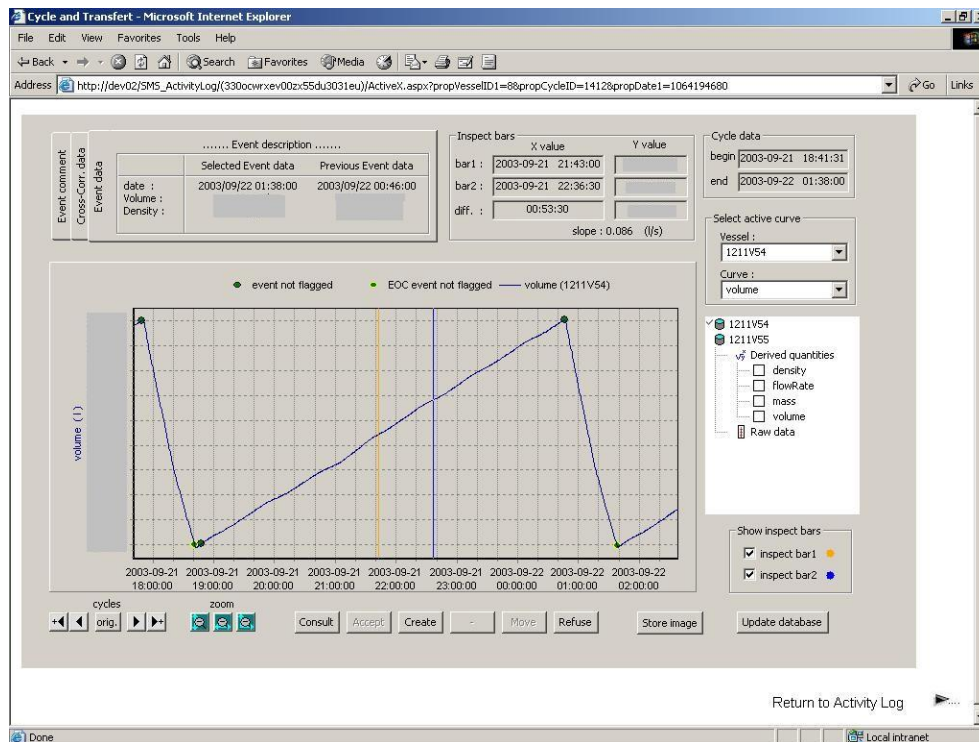 Cycle and Transfert - Microsoft Internet Explorer
File Edit View Favorites Tools Help
Back Search Favorites Media
Address http://dev02/SMS_ActivityLog/(330ocwrxev00zx55du3031eu)/ActiveX.aspx?propVesselID1=8&propCycleID=1412&propDate1=1064194680 Go Links
Event comment
Cross-Corr. data
Event data
....... Event description .......
Selected Event data Previous Event data
date : 2003/09/22 01:38:00 2003/09/22 00:46:00
Volume :
Density :
Inspect bars
X value Y value
bar1 : 2003-09-21 21:43:00
bar2 : 2003-09-21 22:36:30
diff. : 00:53:30
slope : 0.086 (l/s)
Cycle data
begin 2003-09-21 18:41:31
end 2003-09-22 01:38:00
Select active curve
Vessel :
1211V54
Curve :
volume
event not flagged EOC event not flagged volume (1211V54)
volume (l)
2003-09-21 2003-09-21 2003-09-21 2003-09-21 2003-09-21 2003-09-21 2003-09-22 2003-09-22 2003-09-22
18:00:00 19:00:00 20:00:00 21:00:00 22:00:00 23:00:00 00:00:00 01:00:00 02:00:00
1211V54
1211V55
Derived quantities
density
flowRate
mass
volume
Raw data
Show inspect bars
inspect bar1
inspect bar2
cycles zoom
orig. Consult Accept Create - Move Refuse Store image Update database
Return to Activity Log ....
Done Local intranet